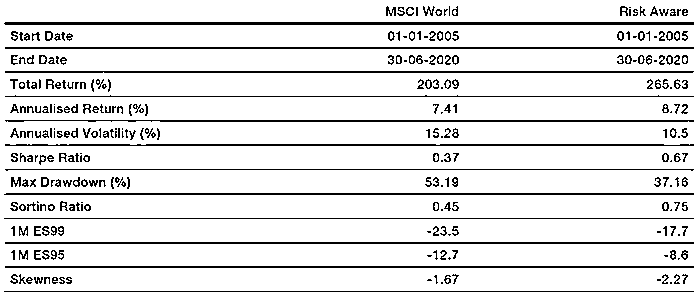 MSCI World Risk Aware
Start Date 01-01-2005 01-01-2005
End Date 30-06-2020 30-06-2020
Total Return (%) 203.09 265.63
Annualised Return (%) 7.41 8.72
Annualised Volatility (%) 15.28 10.5
Sharpe Ratio 0.37 0.67
Max Drawdown (%) 53.19 37.16
Sortino Ratio 0.45 0.75
1M ES99 -23.5 -17.7
1M ES95 -12.7 -8.6
Skewness -1.67 -2.27